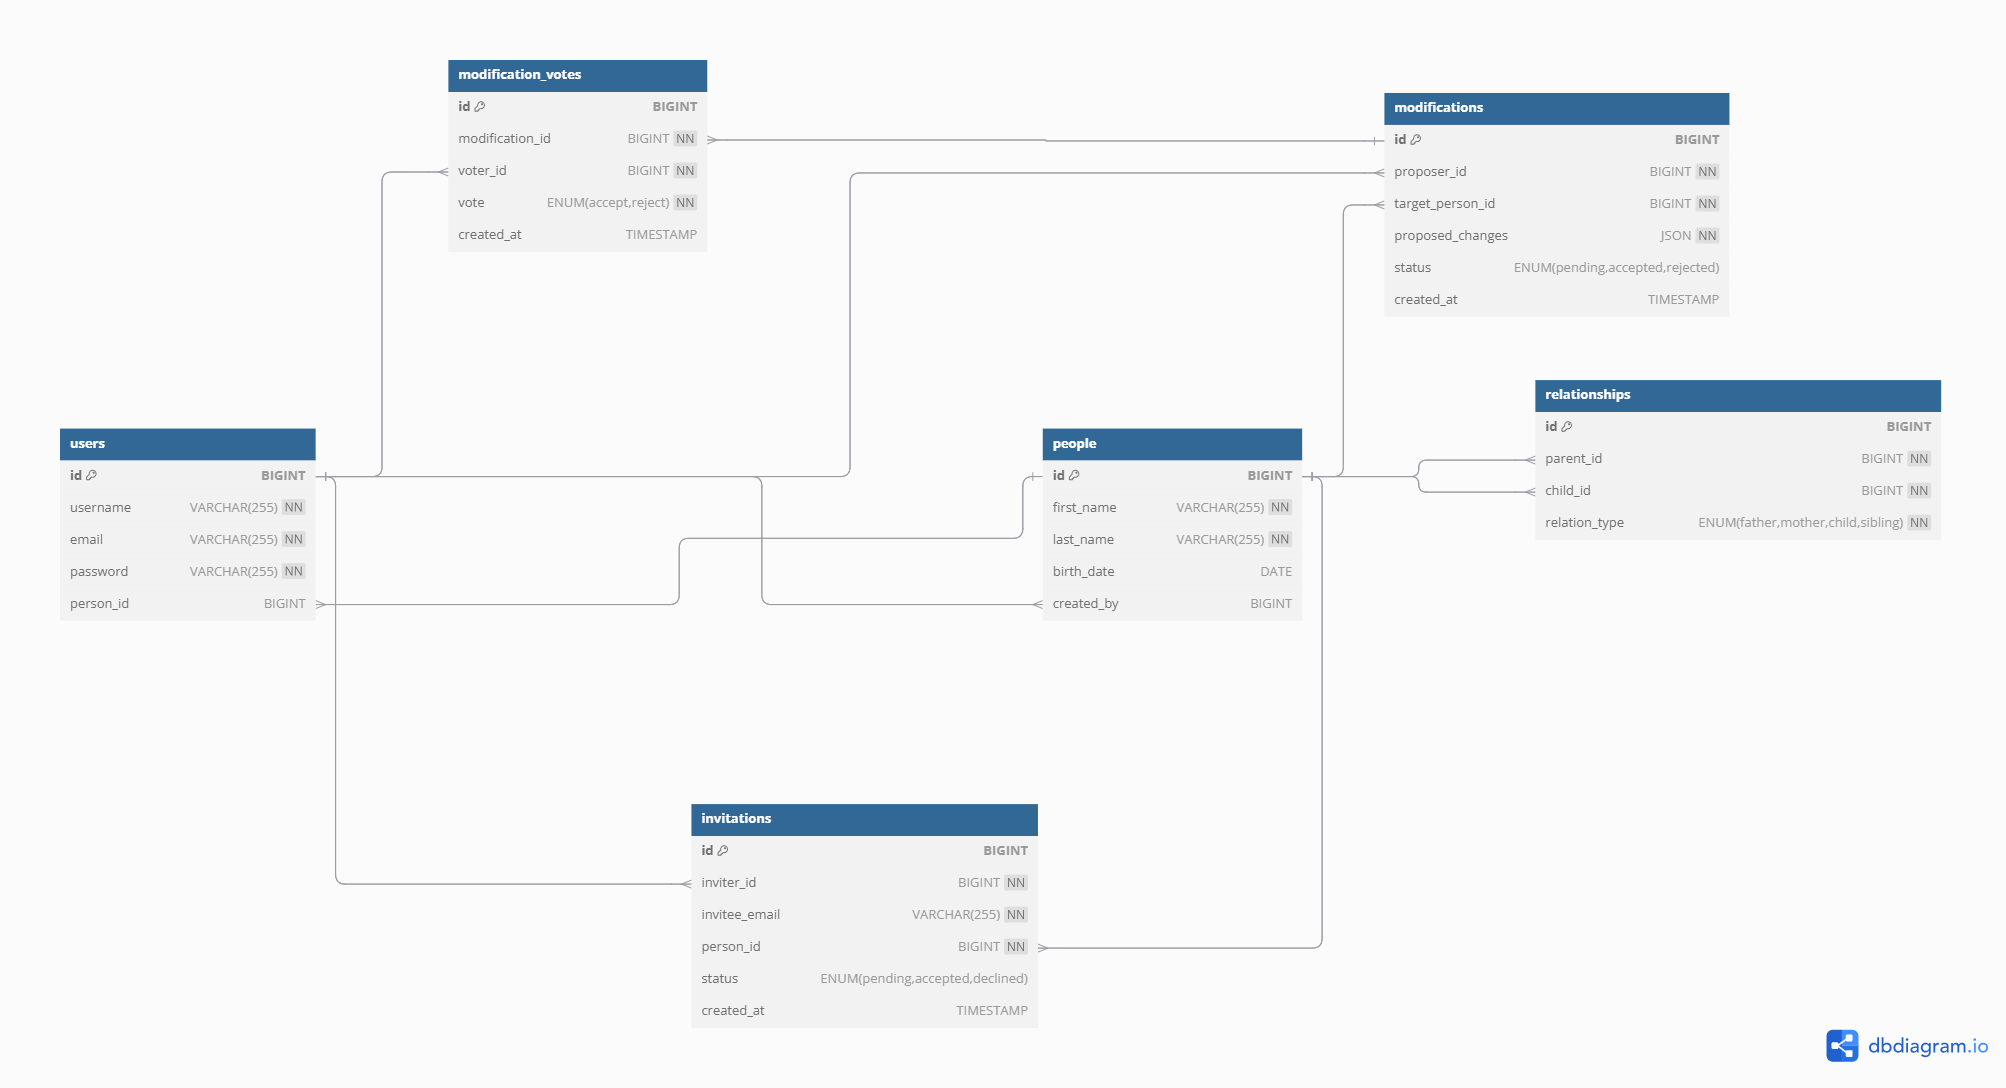 modification_votes
id BIGINT
modification_id BIGINT NN
voter_id BIGINT NN
vote ENUM(accept,reject) NN
created_at TIMESTAMP
modifications
id BIGINT
proposer_id BIGINT NN
target_person_id BIGINT NN
proposed_changes JSON NN
status ENUM(pending,accepted,rejected)
created_at TIMESTAMP
relationships
id BIGINT
parent_id BIGINT NN
child_id BIGINT NN
relation_type ENUM(father,mother,child,sibling) NN
users
id BIGINT
username VARCHAR(255) NN
email VARCHAR(255) NN
password VARCHAR(255) NN
person_id BIGINT
people
id BIGINT
first_name VARCHAR(255) NN
last_name VARCHAR(255) NN
birth_date DATE
created_by BIGINT
invitations
id BIGINT
inviter_id BIGINT NN
invitee_email VARCHAR(255) NN
person_id BIGINT NN
status ENUM(pending,accepted,declined)
created_at TIMESTAMP
dbdiagram.io